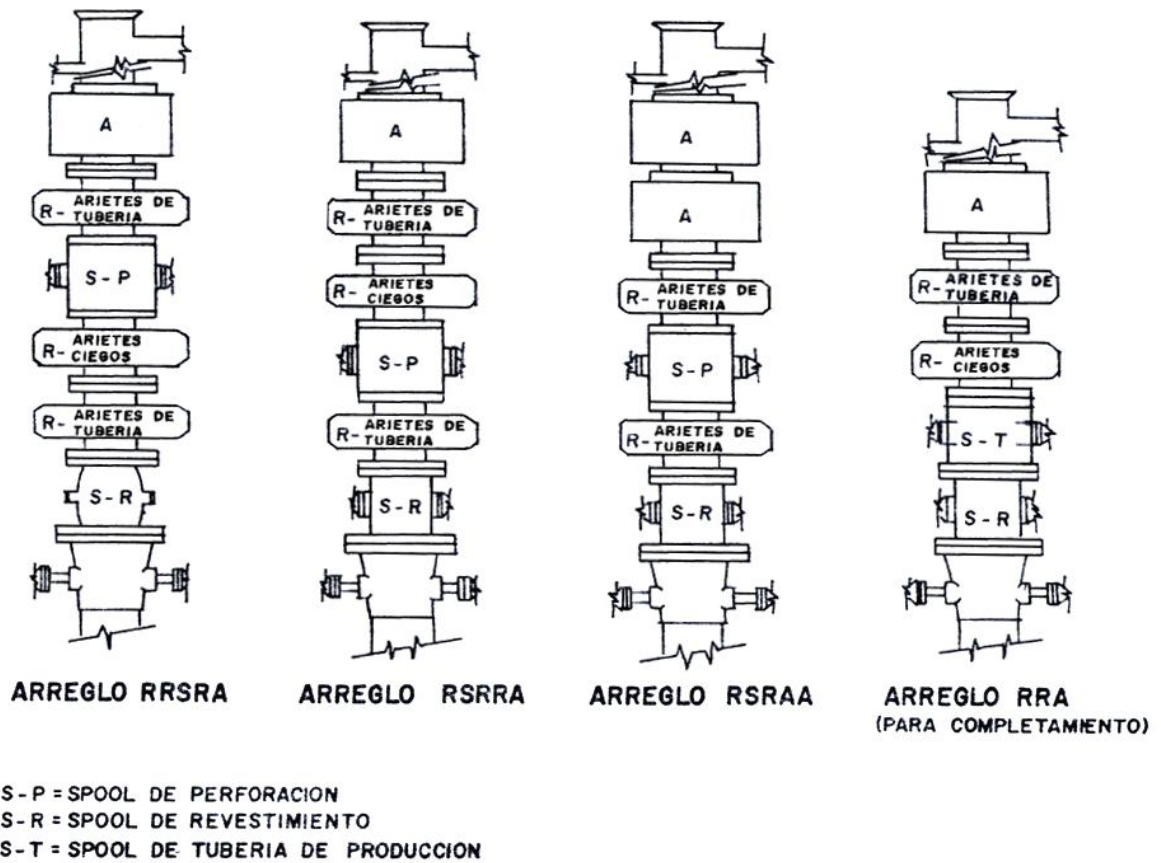 A
R- ARIETES DE TUBERIA
S-P
R- ARIETES CIEGOS
R- ARIETES DE TUBERIA
S-R
ARREGLO RRSRA
A
R- ARIETES DE TUBERIA
R- ARIETES CIEGOS
S-P
R- ARIETES DE TUBERIA
S-R
ARREGLO RSRRA
A
A
R- ARIETES DE TUBERIA
S-P
R- ARIETES DE TUBERIA
S-R
ARREGLO RSRAA
A
R- ARIETES DE TUBERIA
R- ARIETES CIEGOS
S-T
S-R
ARREGLO RRA
(PARA COMPLETAMIENTO)
S-P = SPOOL DE PERFORACION
S-R = SPOOL DE REVESTIMIENTO
S-T = SPOOL DE TUBERIA DE PRODUCCION